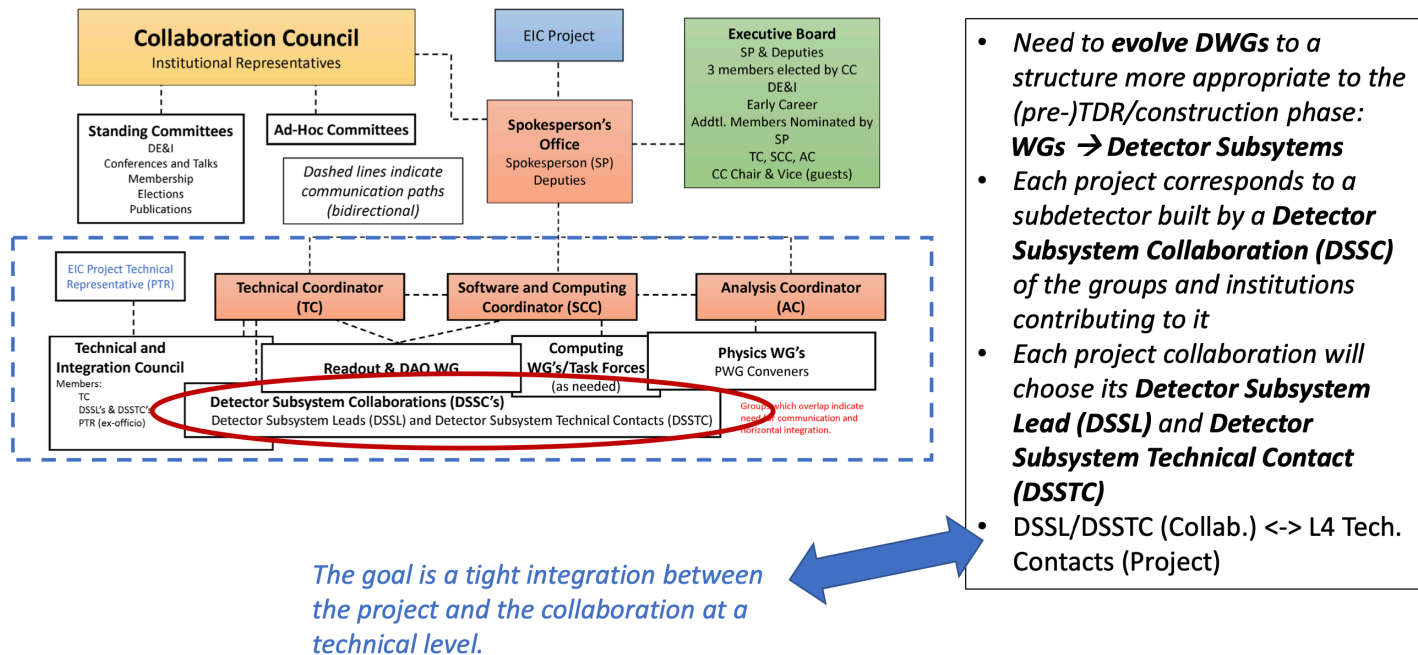 Collaboration Council
Institutional Representatives
EIC Project
Executive Board
SP & Deputies
3 members elected by CC
DE&I
Early Career
Addtl. Members Nominated by
SP
TC, SCC, AC
CC Chair & Vice (guests)
Standing Committees
DE&I
Conferences and Talks
Membership
Elections
Publications
Ad-Hoc Committees
Dashed lines indicate
communication paths
(bidirectional)
Spokesperson's
Office
Spokesperson (SP)
Deputies
EIC Project Technical
Representative (PTR)
Technical Coordinator
(TC)
Software and Computing
Coordinator (SCC)
Analysis Coordinator
(AC)
Technical and
Integration Council
Members:
TC
DSSL's & DSSTC's
PTR (ex-officio)
Readout & DAQ WG
Computing
WG's/Task Forces
(as needed)
Physics WG's
PWG Conveners
Detector Subsystem Collaborations (DSSC's)
Detector Subsystem Leads (DSSL) and Detector Subsystem Technical Contacts (DSSTC)
Groups which overlap indicate
need for communication and
horizontal integration.
• Need to evolve DWGs to a
structure more appropriate to the
(pre-)TDR/construction phase:
WGs → Detector Subsytems
• Each project corresponds to a
subdetector built by a Detector
Subsystem Collaboration (DSSC)
of the groups and institutions
contributing to it
• Each project collaboration will
choose its Detector Subsystem
Lead (DSSL) and Detector
Subsystem Technical Contact
(DSSTC)
• DSSL/DSSTC (Collab.) <-> L4 Tech.
Contacts (Project)
The goal is a tight integration between
the project and the collaboration at a
technical level.